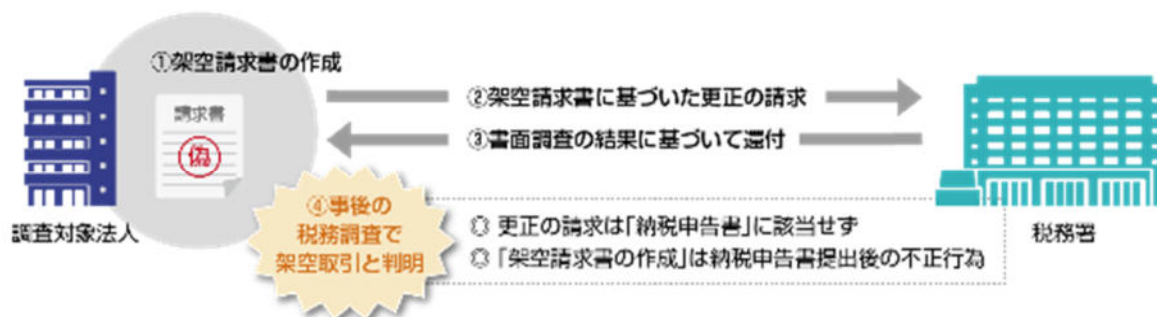 ①架空請求書の作成
請求書
偽
②架空請求書に基づいた更正の請求
③書面調査の結果に基づいて還付
④事後の
税務調査で
架空取引と判明
◎ 更正の請求は「納税申告書」に該当せず
◎ 「架空請求書の作成」は納税申告書提出後の不正行為
調査対象法人
税務署